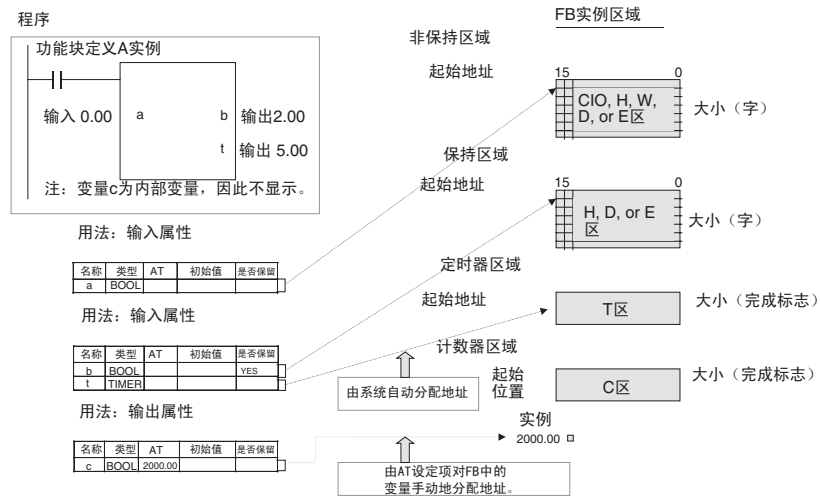 程序
功能块定义A实例
输入 0.00
a
b
输出2.00
t
输出 5.00
注：变量c为内部变量，因此不显示。
用法：输入属性
名称 类型 AT 初始值 是否保留
a BOOL
用法：输入属性
名称 类型 AT 初始值 是否保留
b BOOL YES
t TIMER
用法：输出属性
名称 类型 AT 初始值 是否保留
c BOOL 2000.00
由系统自动分配地址
由AT设定项对FB中的
变量手动地分配地址。
FB实例区域
非保持区域
起始地址
15 0
CIO, H, W,
D, or E区
大小（字）
保持区域
起始地址
15 0
H, D, or E
区
大小（字）
定时器区域
起始地址
T区
大小（完成标志）
计数器区域
起始
位置
C区
大小（完成标志）
实例
2000.00